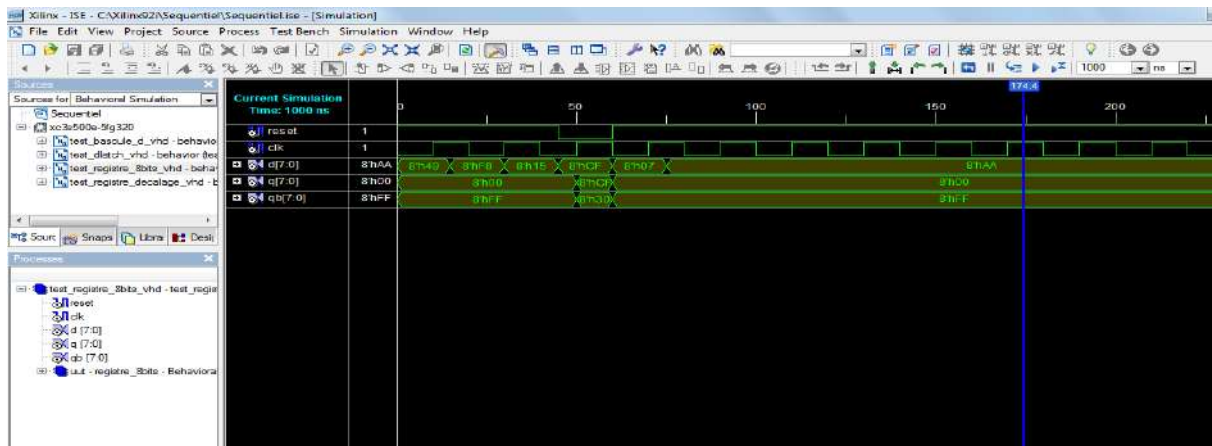 Xilinx - ISE - C:\Xilinx92i\Sequentiel\Sequentiel.ise - [Simulation]
File Edit View Project Source Process Test Bench Simulation Window Help
1000 ns
Sources
Sources for: Behavioral Simulation
Sequentiel
xc3s500e-5fg320
test_bascule_d_vhd - behavio
test_dlatch_vhd - behavior (tes
test_registre_8bits_vhd - beha
test_registre_decalage_vhd - b
Sourc Snaps Libra Desi
Processes
test_registre_8bits_vhd - test_regis
reset
clk
d [7:0]
q [7:0]
qb [7:0]
uut - registre_8bits - Behaviora
Current Simulation
Time: 1000 ns
174.4
0 50 100 150 200
reset 1
clk 1
d[7:0] 8'hAA 8'h49 8'hF8 8'h15 8'hCF 8'h07 8'hAA
q[7:0] 8'h00 8'h00 8'hCF 8'h00
qb[7:0] 8'hFF 8'hFF 8'h30 8'hFF